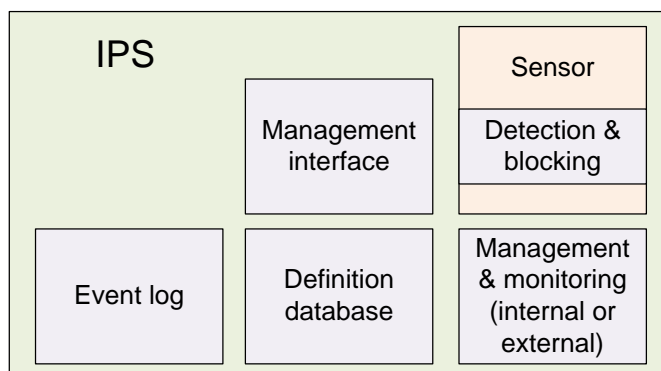 IPS
Sensor
Management
interface
Detection &
blocking
Event log
Definition
database
Management
& monitoring
(internal or
external)